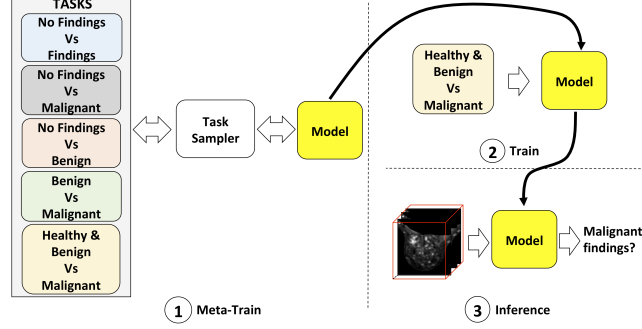 TASKS
No Findings
Vs
Findings
No Findings
Vs
Malignant
No Findings
Vs
Benign
Benign
Vs
Malignant
Healthy &
Benign
Vs
Malignant
Task
Sampler
Model
1 Meta-Train
Healthy &
Benign
Vs
Malignant
Model
2 Train
Model
Malignant
findings?
3 Inference